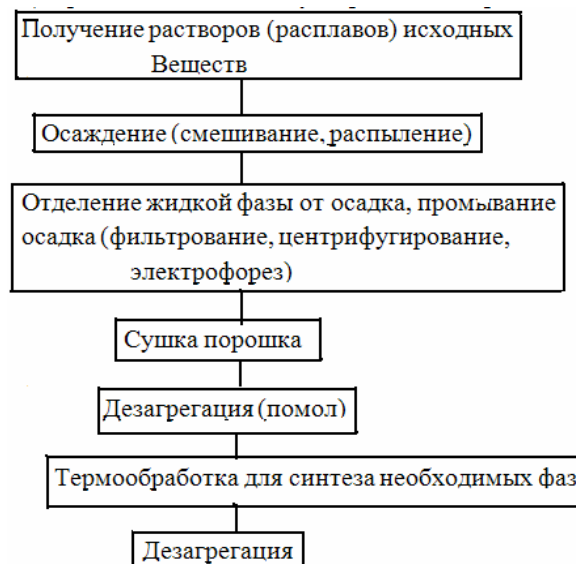 Получение растворов (расплавов) исходных
Веществ
Осаждение (смешивание, распыление)
Отделение жидкой фазы от осадка, промывание
осадка (фильтрование, центрифугирование,
электрофорез)
Сушка порошка
Дезагрегация (помол)
Термообработка для синтеза необходимых фаз
Дезагрегация